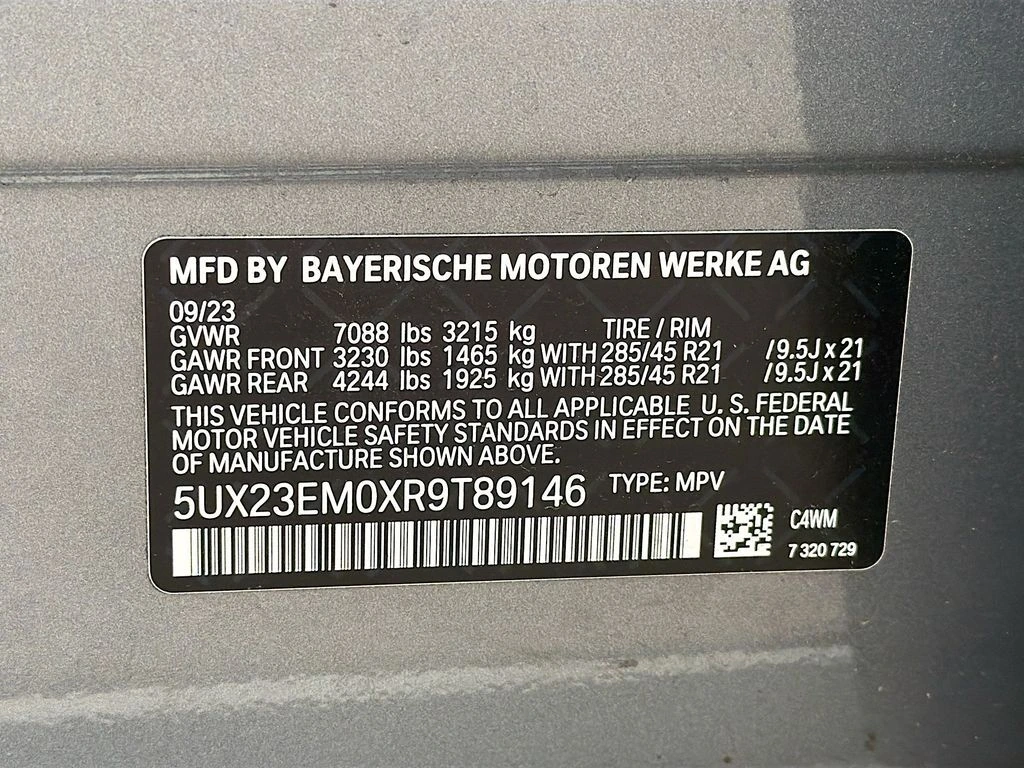 MFD BY BAYERISCHE MOTOREN WERKE AG
09/23
GVWR 7088 lbs 3215 kg TIRE / RIM
GAWR FRONT 3230 lbs 1465 kg WITH 285/45 R21 /9.5J x 21
GAWR REAR 4244 lbs 1925 kg WITH 285/45 R21 /9.5J x 21
THIS VEHICLE CONFORMS TO ALL APPLICABLE U. S. FEDERAL
MOTOR VEHICLE SAFETY STANDARDS IN EFFECT ON THE DATE
OF MANUFACTURE SHOWN ABOVE.
5UX23EM0XR9T89146 TYPE: MPV
C4WM
7 320 729